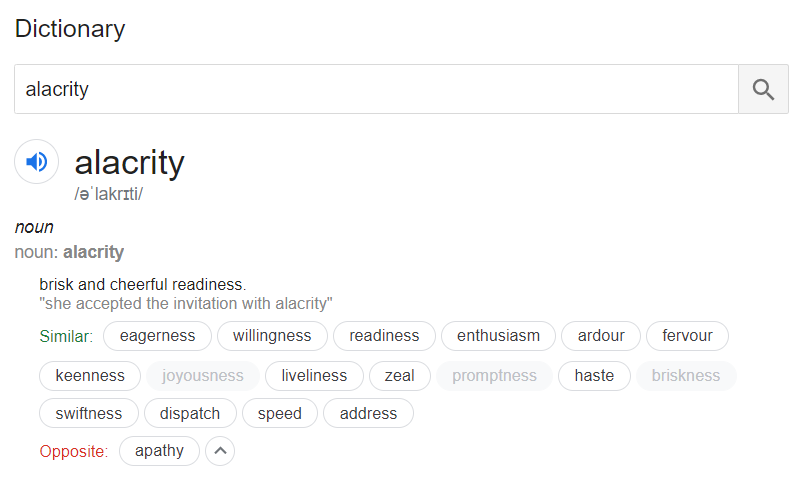 Dictionary
alacrity
alacrity
/əˈlakrɪti/
noun
noun: alacrity
brisk and cheerful readiness.
"she accepted the invitation with alacrity"
Similar: eagerness willingness readiness enthusiasm ardour fervour
keenness joyousness liveliness zeal promptness haste briskness
swiftness dispatch speed address
Opposite: apathy